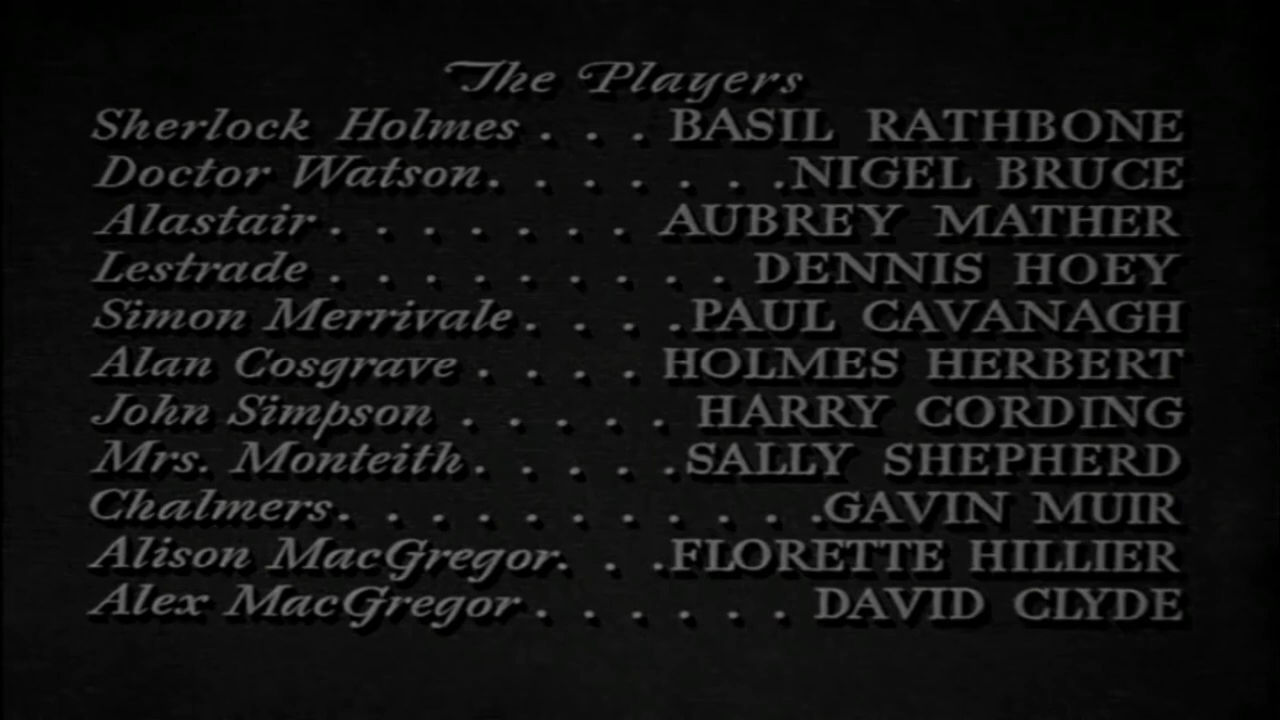 The Players
Sherlock Holmes . . . BASIL RATHBONE
Doctor Watson. . . . . . .NIGEL BRUCE
Alastair . . . . . . . AUBREY MATHER
Lestrade . . . . . . . . . DENNIS HOEY
Simon Merrivale . . . .PAUL CAVANAGH
Alan Cosgrave . . . . HOLMES HERBERT
John Simpson . . . . . HARRY CORDING
Mrs. Monteith . . . . .SALLY SHEPHERD
Chalmers. . . . . . . . . . .GAVIN MUIR
Alison MacGregor. . .FLORETTE HILLIER
Alex MacGregor . . . . . . DAVID CLYDE